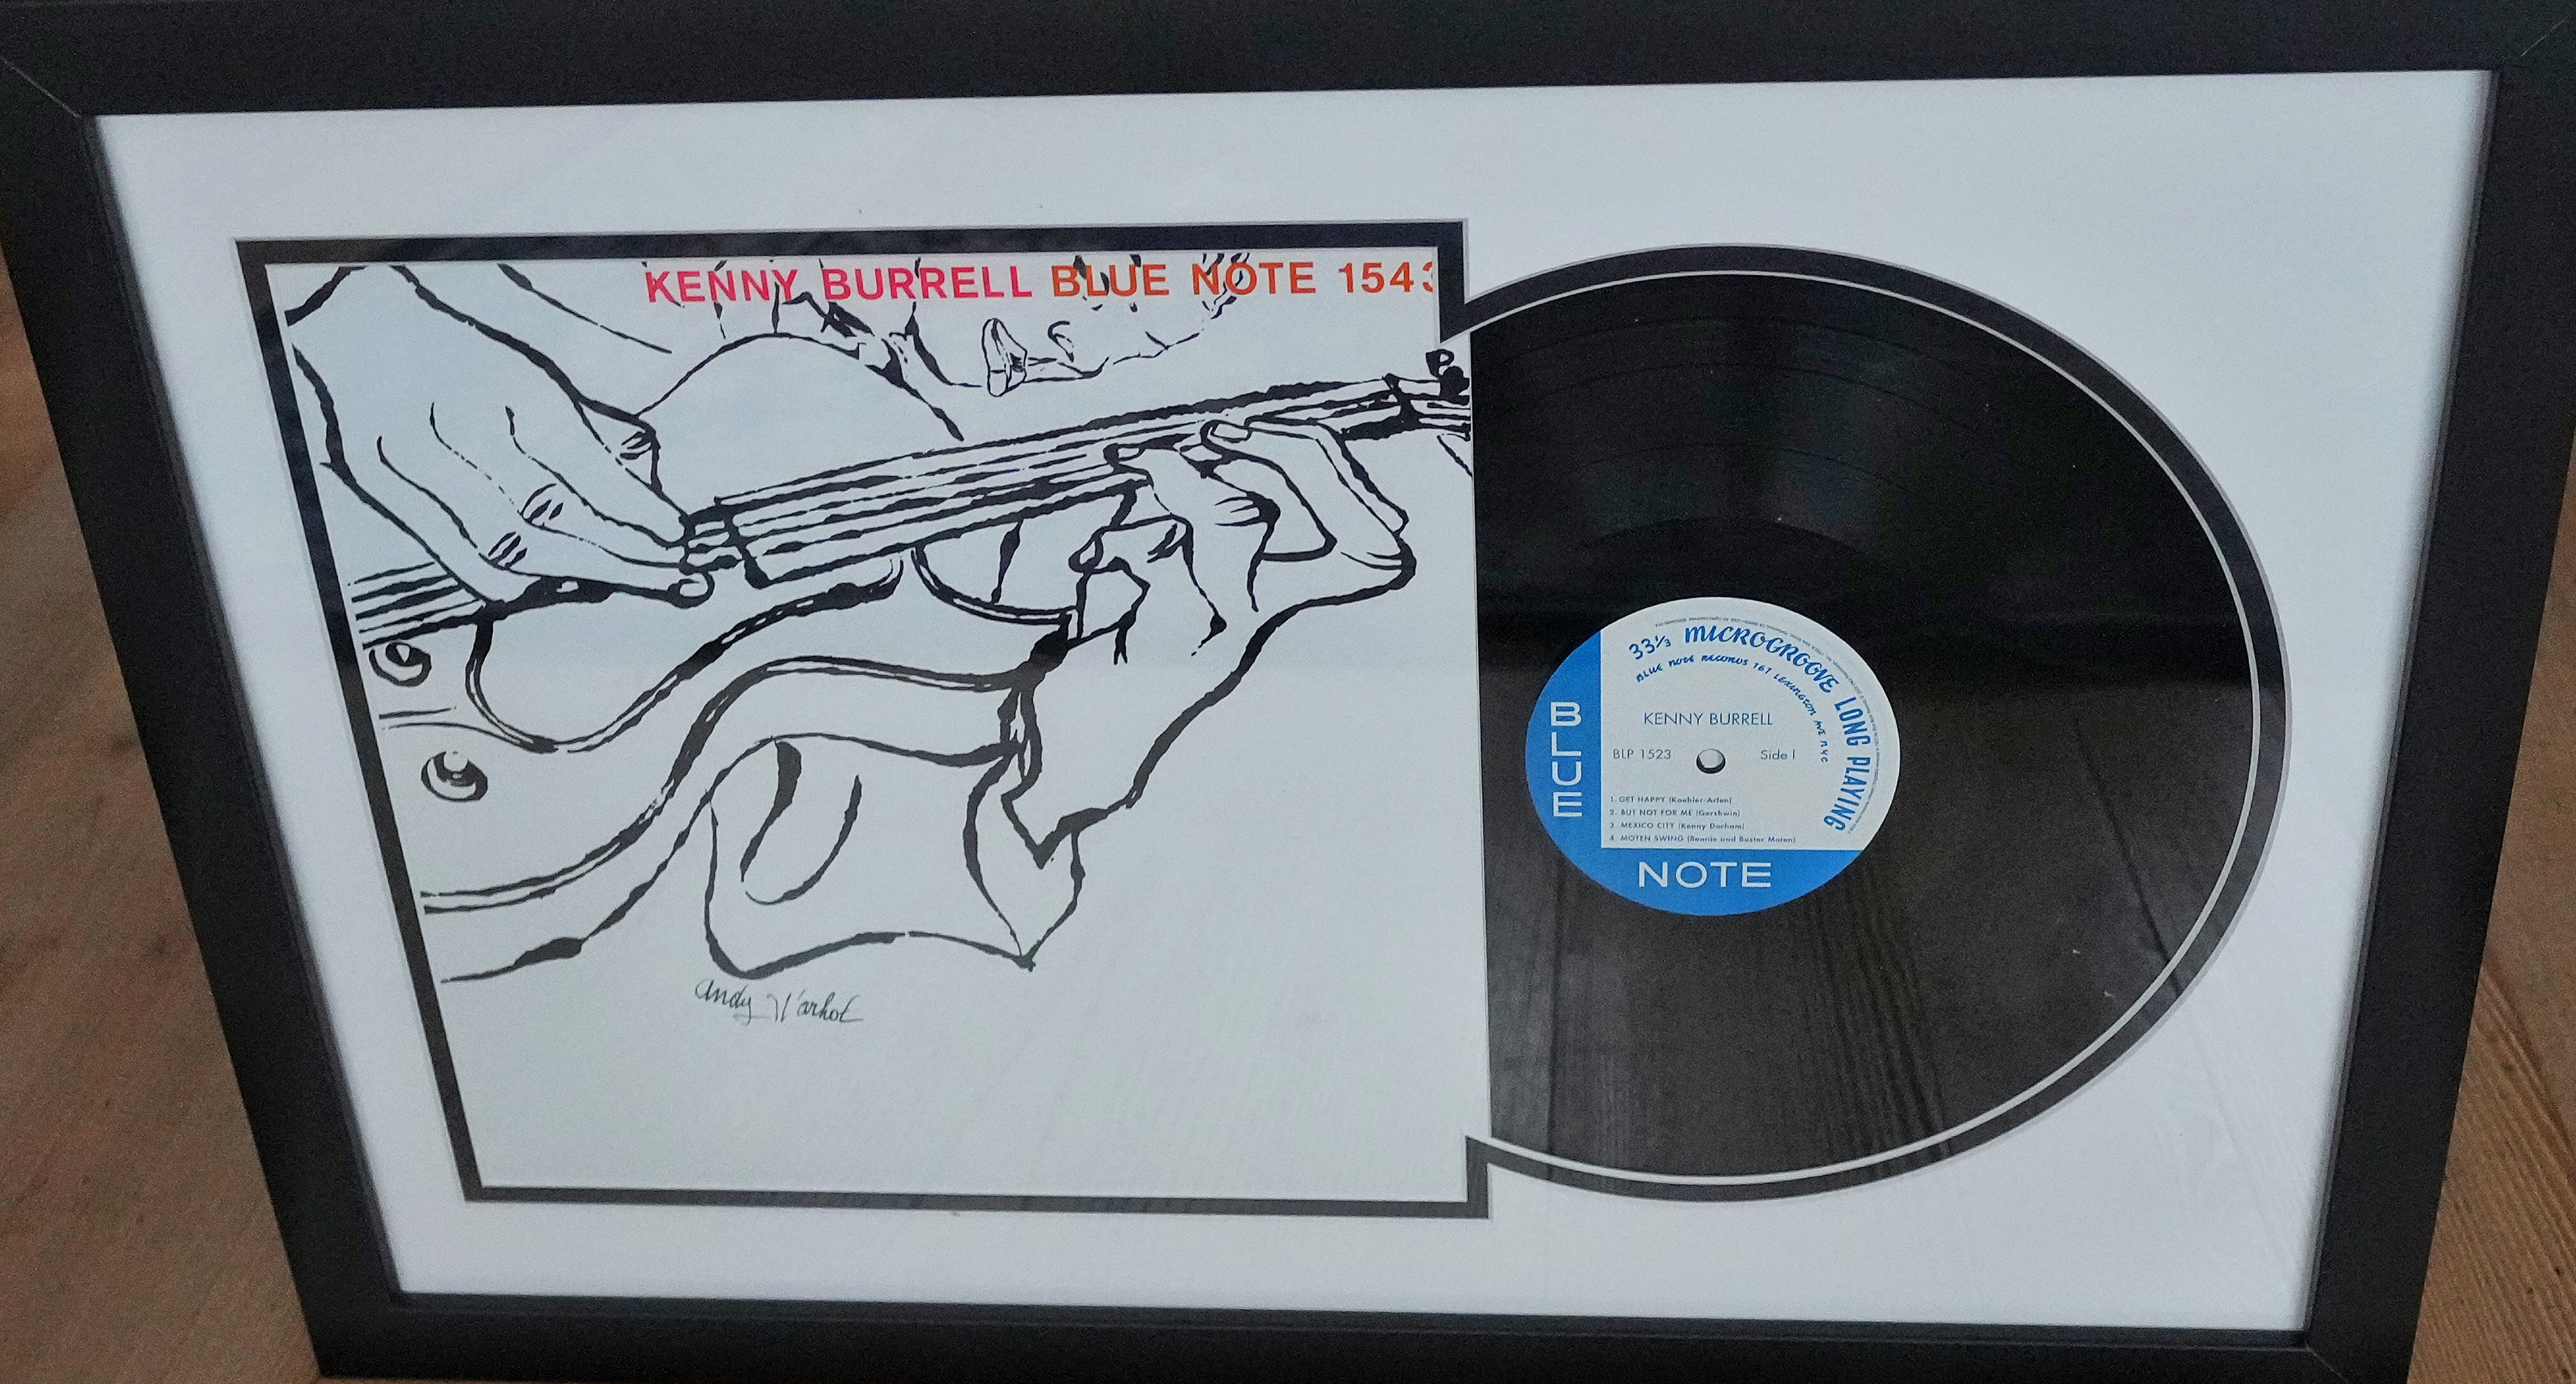 KENNY BURRELL BLUE NOTE 1543
andy Warhol
33⅓ MICROGROOVE LONG PLAYING
BLUE NOTE RECORDS 767 LEXINGTON AVE NYC
KENNY BURRELL
BLP 1523 Side 1
1. GET HAPPY (Koehler-Arlen)
2. BUT NOT FOR ME (Gershwin)
3. MEXICO CITY (Kenny Dorham)
4. MOTEN SWING (Bennie and Buster Moten)
BLUE
NOTE